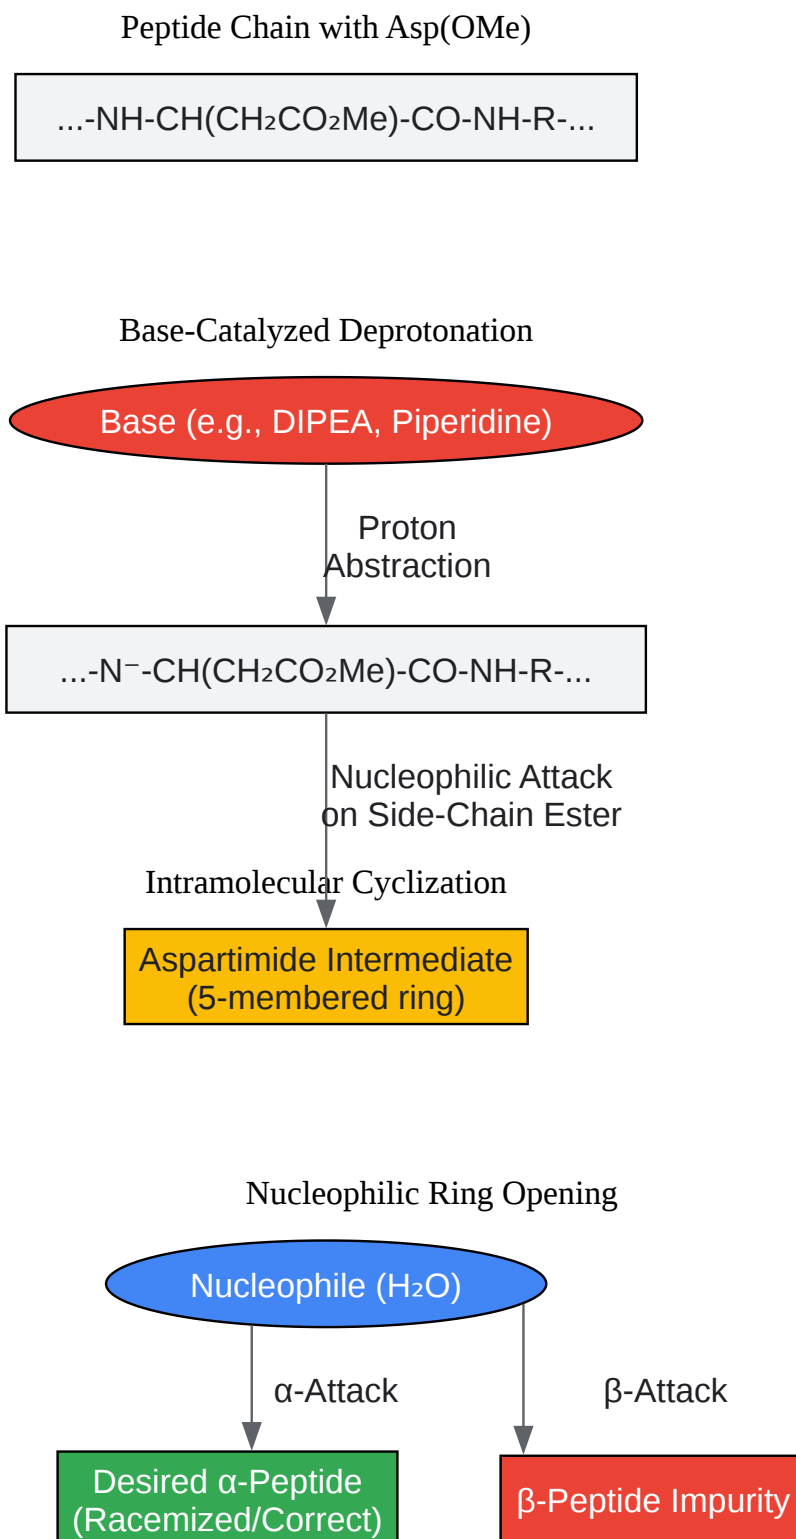 Peptide Chain with Asp(OMe)
...-NH-CH(CH₂CO₂Me)-CO-NH-R-...
Base-Catalyzed Deprotonation
Base (e.g., DIPEA, Piperidine)
Proton
Abstraction
...-N⁻-CH(CH₂CO₂Me)-CO-NH-R-...
Nucleophilic Attack
on Side-Chain Ester
Intramolecular Cyclization
Aspartimide Intermediate
(5-membered ring)
Nucleophilic Ring Opening
Nucleophile (H₂O)
α-Attack
β-Attack
Desired α-Peptide
(Racemized/Correct)
β-Peptide Impurity